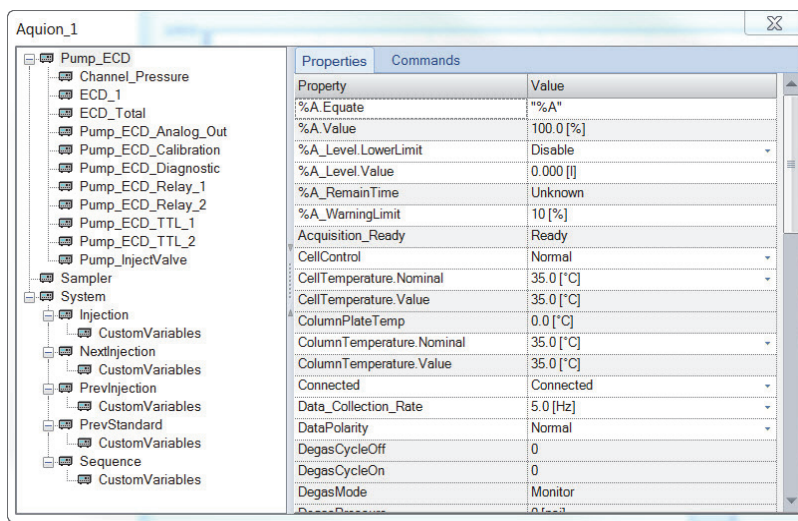 Aquion_1
Pump_ECD
Channel_Pressure
ECD_1
ECD_Total
Pump_ECD_Analog_Out
Pump_ECD_Calibration
Pump_ECD_Diagnostic
Pump_ECD_Relay_1
Pump_ECD_Relay_2
Pump_ECD_TTL_1
Pump_ECD_TTL_2
Pump_InjectValve
Sampler
System
Injection
CustomVariables
NextInjection
CustomVariables
PrevInjection
CustomVariables
PrevStandard
CustomVariables
Sequence
CustomVariables
Properties Commands
Property Value
%A.Equate "%A"
%A.Value 100.0 [%]
%A_Level.LowerLimit Disable
%A_Level.Value 0.000 [l]
%A_RemainTime Unknown
%A_WarningLimit 10 [%]
Acquisition_Ready Ready
CellControl Normal
CellTemperature.Nominal 35.0 [°C]
CellTemperature.Value 35.0 [°C]
ColumnPlateTemp 0.0 [°C]
ColumnTemperature.Nominal 35.0 [°C]
ColumnTemperature.Value 35.0 [°C]
Connected Connected
Data_Collection_Rate 5.0 [Hz]
DataPolarity Normal
DegasCycleOff 0
DegasCycleOn 0
DegasMode Monitor
DegasPressure 0 [psi]